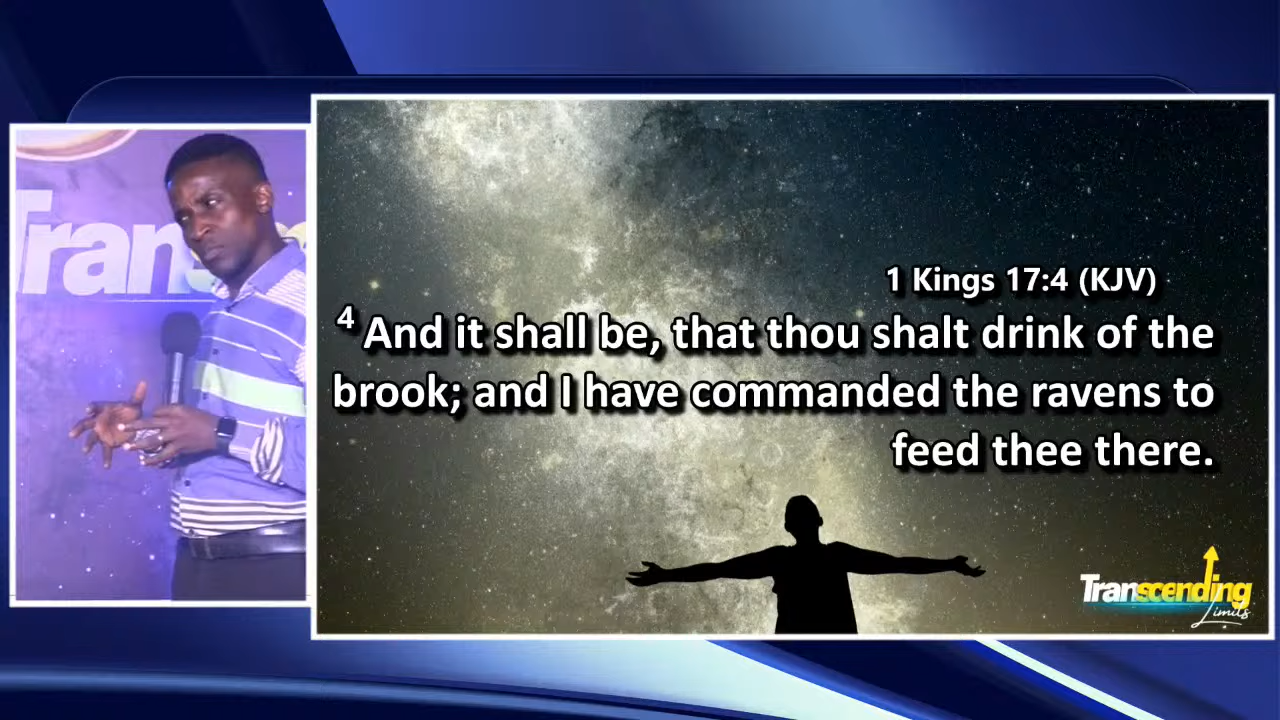 Trans
1 Kings 17:4 (KJV)
4 And it shall be, that thou shalt drink of the
brook; and I have commanded the ravens to
feed thee there.
Transcending
Limits